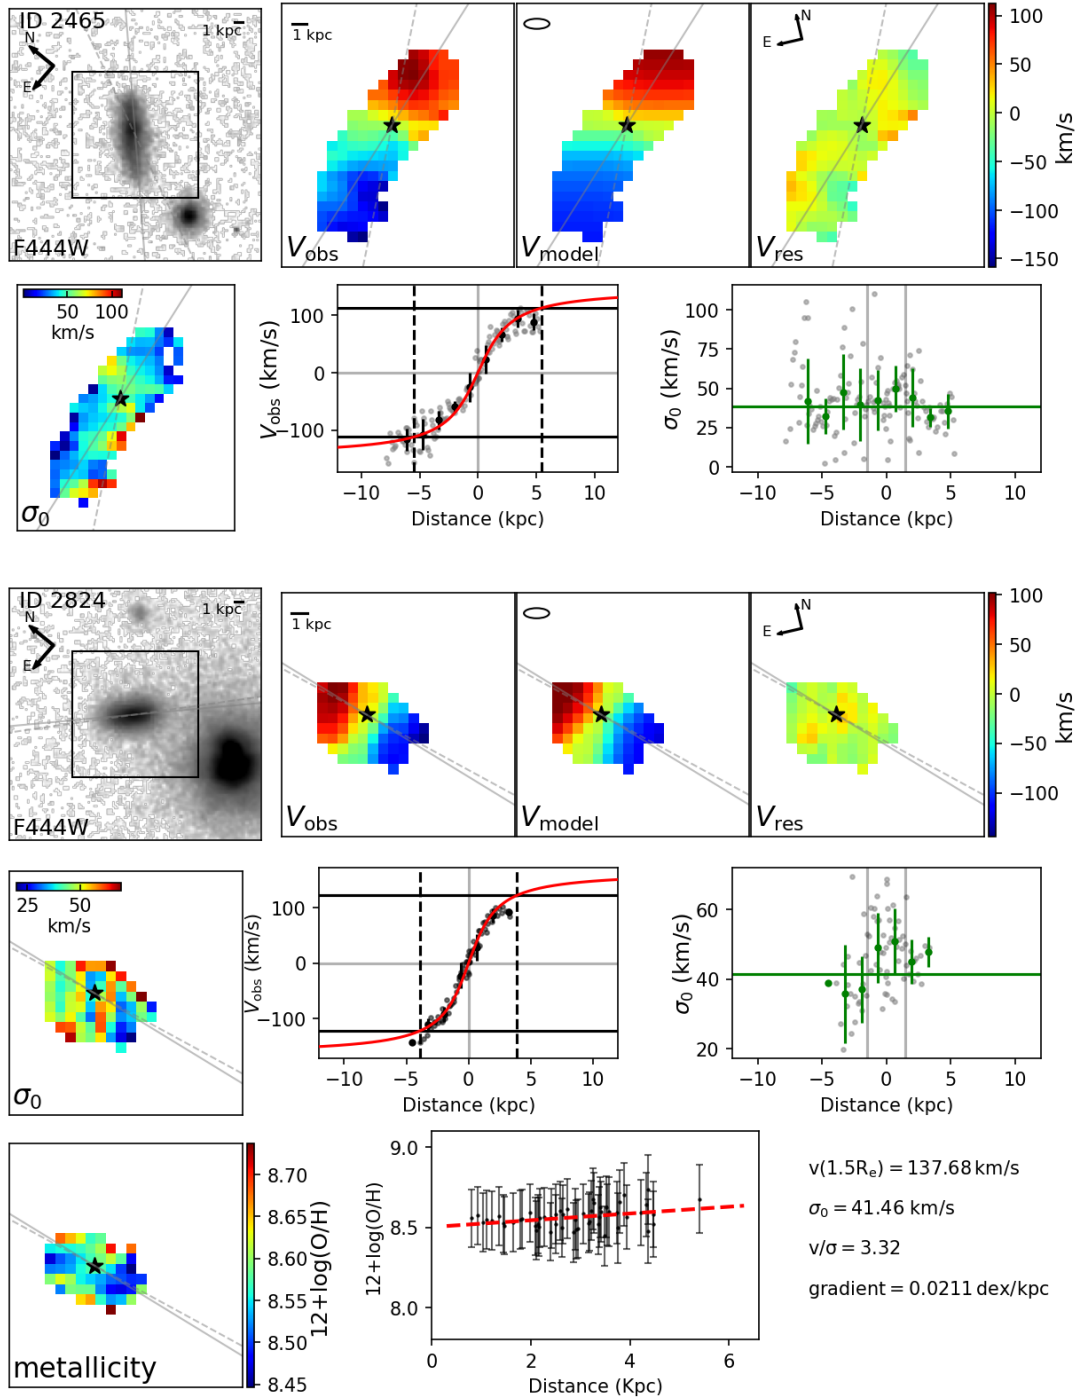 ID 2465
1 kpc
N
E
F444W
1 kpc
V_obs
V_model
N
E
V_res
100
50
0
−50
−100
−150
km/s
50 100
km/s
σ₀
V_obs (km/s)
100
0
−100
−10 −5 0 5 10
Distance (kpc)
σ₀ (km/s)
100
75
50
25
0
−10 −5 0 5 10
Distance (kpc)
ID 2824
1 kpc
N
E
F444W
1 kpc
V_obs
V_model
N
E
V_res
100
50
0
−50
−100
km/s
25 50
km/s
σ₀
V_obs (km/s)
100
0
−100
−10 −5 0 5 10
Distance (kpc)
σ₀ (km/s)
60
40
20
−10 −5 0 5 10
Distance (kpc)
metallicity
8.70
8.65
8.60
8.55
8.50
8.45
12+log(O/H)
12+log(O/H)
9.0
8.5
8.0
0 2 4 6
Distance (Kpc)
v(1.5Rₑ) = 137.68 km/s
σ₀ = 41.46 km/s
v/σ = 3.32
gradient = 0.0211 dex/kpc